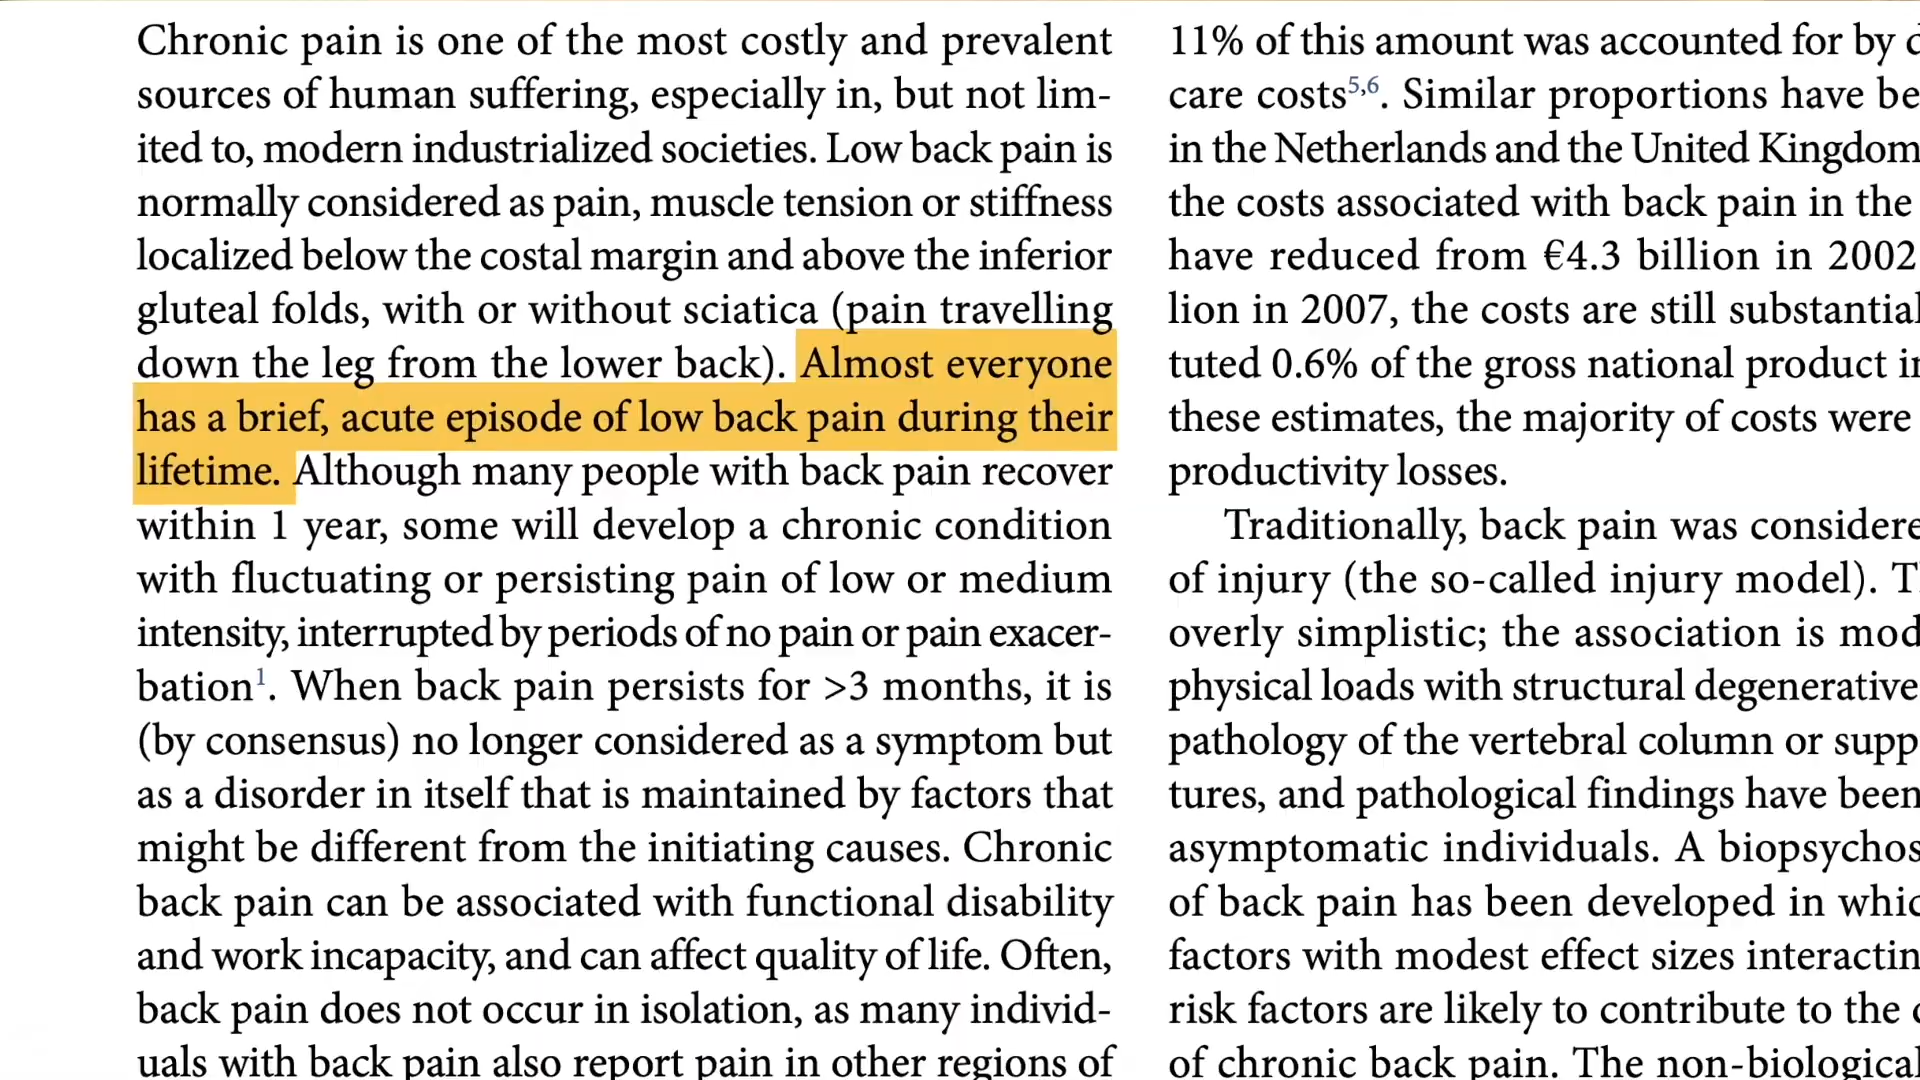 Chronic pain is one of the most costly and prevalent
sources of human suffering, especially in, but not lim-
ited to, modern industrialized societies. Low back pain is
normally considered as pain, muscle tension or stiffness
localized below the costal margin and above the inferior
gluteal folds, with or without sciatica (pain travelling
down the leg from the lower back). Almost everyone
has a brief, acute episode of low back pain during their
lifetime. Although many people with back pain recover
within 1 year, some will develop a chronic condition
with fluctuating or persisting pain of low or medium
intensity, interrupted by periods of no pain or pain exacer-
bation¹. When back pain persists for >3 months, it is
(by consensus) no longer considered as a symptom but
as a disorder in itself that is maintained by factors that
might be different from the initiating causes. Chronic
back pain can be associated with functional disability
and work incapacity, and can affect quality of life. Often,
back pain does not occur in isolation, as many individ-
uals with back pain also report pain in other regions of
11% of this amount was accounted for by
care costs⁵,⁶. Similar proportions have
in the Netherlands and the United Kingdom
the costs associated with back pain in the
have reduced from €4.3 billion in 2002
lion in 2007, the costs are still substantial
tuted 0.6% of the gross national product
these estimates, the majority of costs were
productivity losses.
Traditionally, back pain was
of injury (the so-called injury model).
overly simplistic; the association is
physical loads with structural degenerative
pathology of the vertebral column or
tures, and pathological findings have been
asymptomatic individuals. A
of back pain has been developed in
factors with modest effect sizes
risk factors are likely to contribute to the
of chronic back pain. The non-biological